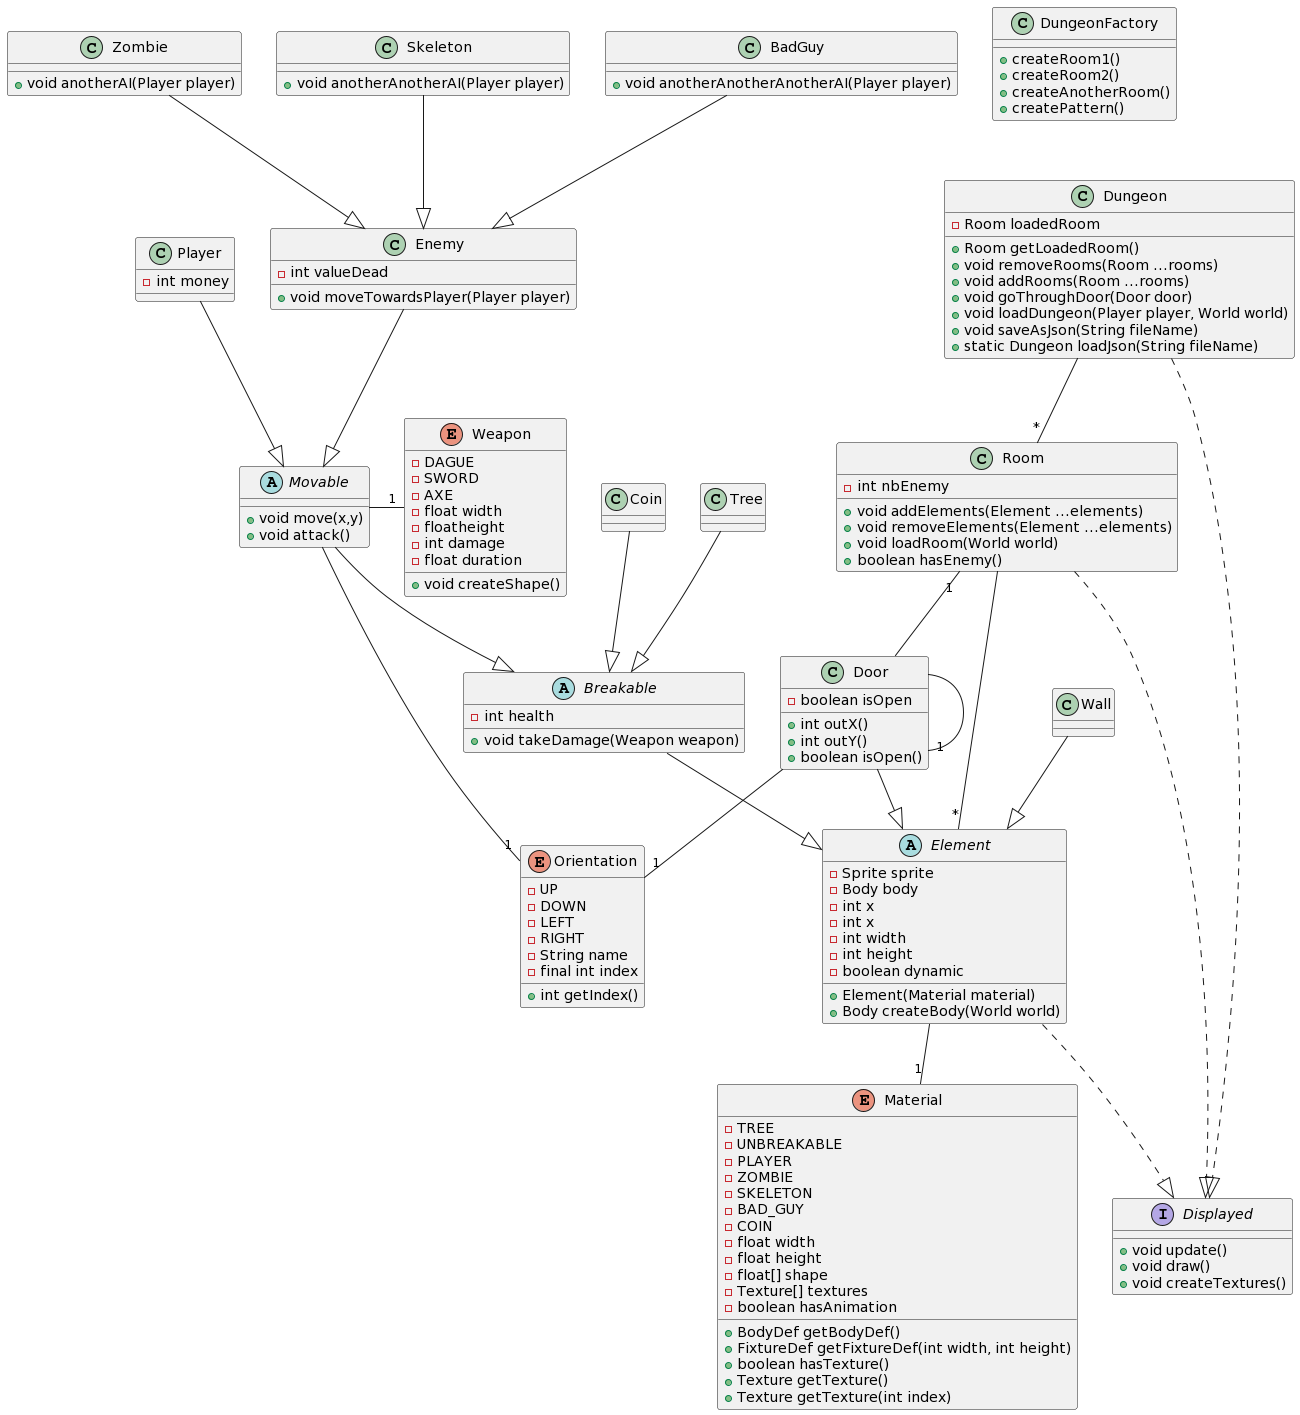 C Zombie
void anotherAI(Player player)
C Skeleton
void anotherAnotherAI(Player player)
C BadGuy
void anotherAnotherAnotherAI(Player player)
C DungeonFactory
createRoom1()
createRoom2()
createAnotherRoom()
createPattern()
C Player
int money
C Enemy
int valueDead
void moveTowardsPlayer(Player player)
C Dungeon
Room loadedRoom
Room getLoadedRoom()
void removeRooms(Room ...rooms)
void addRooms(Room ...rooms)
void goThroughDoor(Door door)
void loadDungeon(Player player, World world)
void saveAsJson(String fileName)
static Dungeon loadJson(String fileName)
*
A Movable
void move(x,y)
void attack()
1
E Weapon
DAGUE
SWORD
AXE
float width
floatheight
int damage
float duration
void createShape()
C Coin
C Tree
C Room
int nbEnemy
void addElements(Element ...elements)
void removeElements(Element ...elements)
void loadRoom(World world)
boolean hasEnemy()
1
A Breakable
int health
void takeDamage(Weapon weapon)
C Door
boolean isOpen
int outX()
int outY()
boolean isOpen()
1
C Wall
*
1
1
E Orientation
UP
DOWN
LEFT
RIGHT
String name
final int index
int getIndex()
A Element
Sprite sprite
Body body
int x
int x
int width
int height
boolean dynamic
Element(Material material)
Body createBody(World world)
1
E Material
TREE
UNBREAKABLE
PLAYER
ZOMBIE
SKELETON
BAD_GUY
COIN
float width
float height
float[] shape
Texture[] textures
boolean hasAnimation
BodyDef getBodyDef()
FixtureDef getFixtureDef(int width, int height)
boolean hasTexture()
Texture getTexture()
Texture getTexture(int index)
I Displayed
void update()
void draw()
void createTextures()